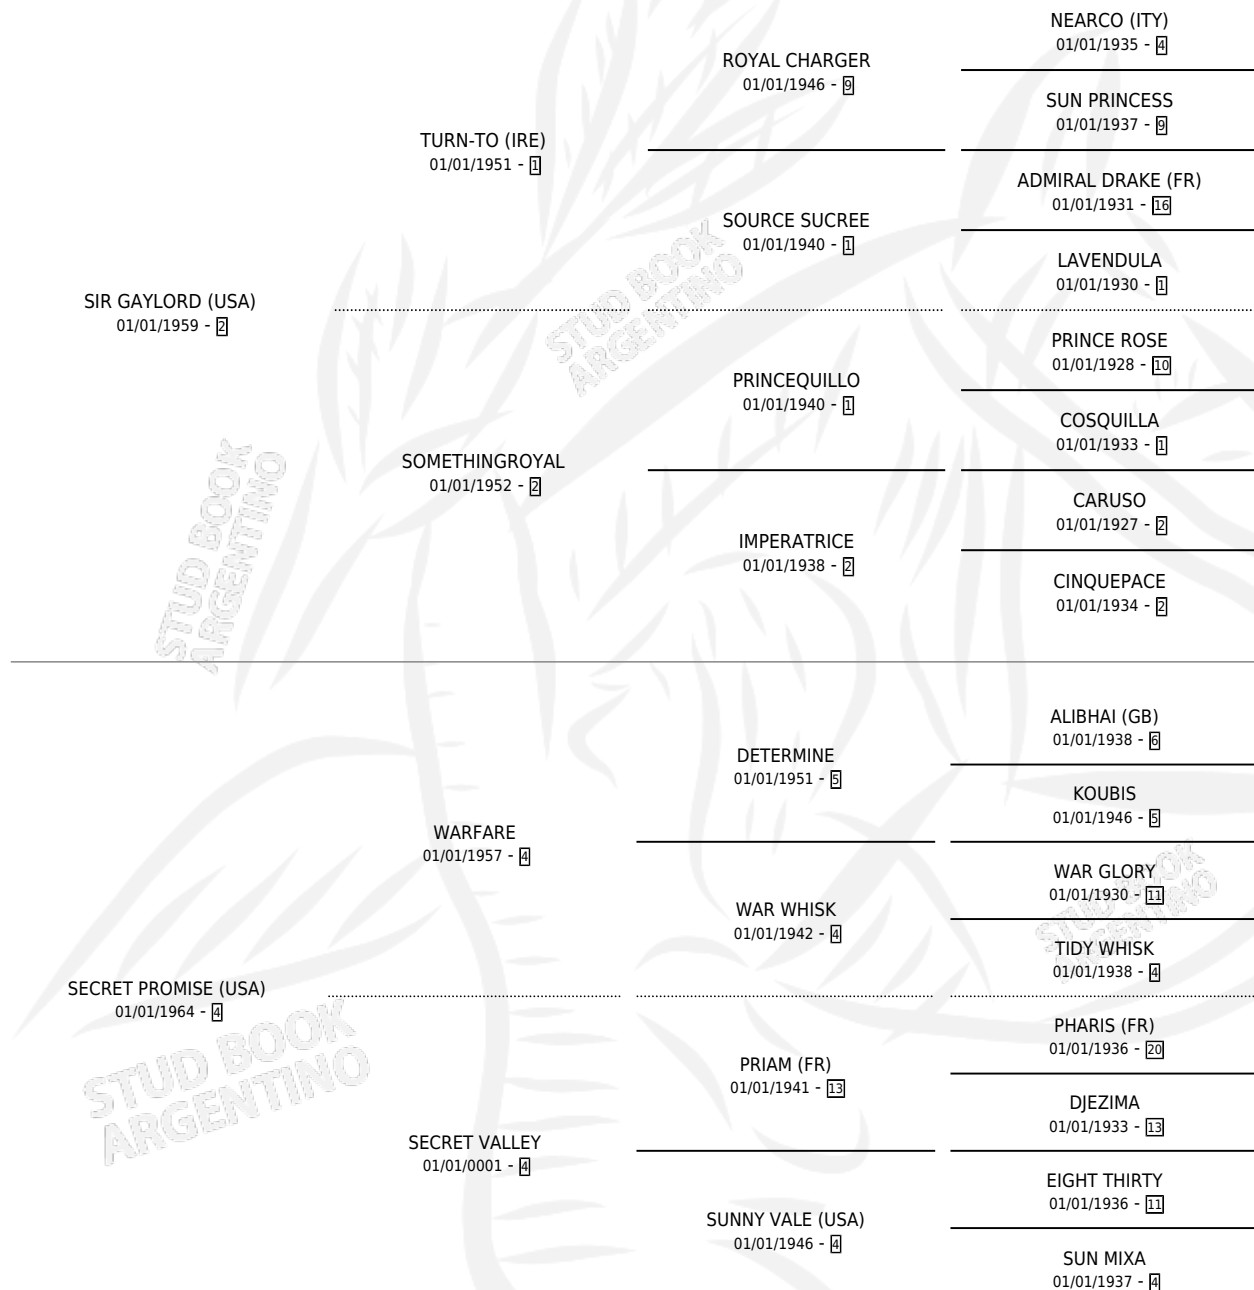 NEARCO (ITY)
01/01/1935 - 4
ROYAL CHARGER
01/01/1946 - 9
SUN PRINCESS
01/01/1937 - 9
TURN-TO (IRE)
01/01/1951 - 1
ADMIRAL DRAKE (FR)
01/01/1931 - 16
SOURCE SUCREE
01/01/1940 - 1
LAVENDULA
01/01/1930 - 1
SIR GAYLORD (USA)
01/01/1959 - 2
PRINCE ROSE
01/01/1928 - 10
PRINCEQUILLO
01/01/1940 - 1
COSQUILLA
01/01/1933 - 1
SOMETHINGROYAL
01/01/1952 - 2
CARUSO
01/01/1927 - 2
IMPERATRICE
01/01/1938 - 2
CINQUEPACE
01/01/1934 - 2
ALIBHAI (GB)
01/01/1938 - 6
DETERMINE
01/01/1951 - 5
KOUBIS
01/01/1946 - 5
WARFARE
01/01/1957 - 4
WAR GLORY
01/01/1930 - 11
WAR WHISK
01/01/1942 - 4
TIDY WHISK
01/01/1938 - 4
SECRET PROMISE (USA)
01/01/1964 - 4
PHARIS (FR)
01/01/1936 - 20
PRIAM (FR)
01/01/1941 - 13
DJEZIMA
01/01/1933 - 13
SECRET VALLEY
01/01/0001 - 4
EIGHT THIRTY
01/01/1936 - 11
SUNNY VALE (USA)
01/01/1946 - 4
SUN MIXA
01/01/1937 - 4
STUD BOOK
ARGENTINO
STUD BOOK
ARGENTINO
STUD BOOK
ARGENTINO
STUD BOOK
ARGENTINO